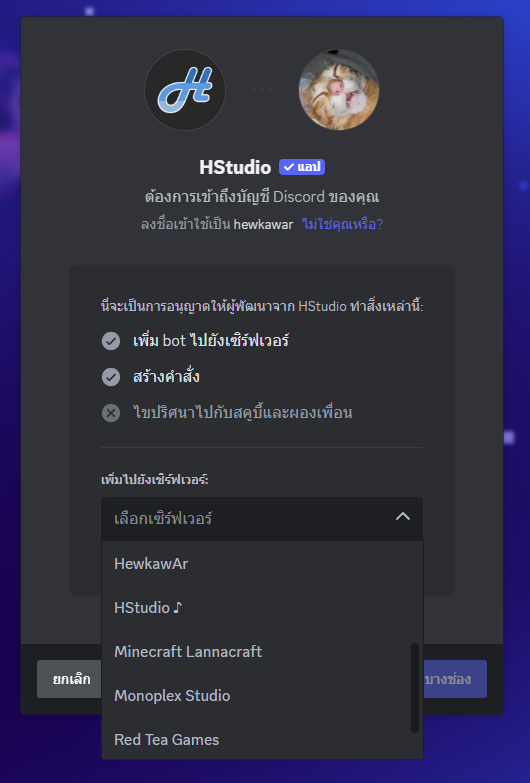 HStudio แอป
ต้องการเข้าถึงบัญชี Discord ของคุณ
ลงชื่อเข้าใช้เป็น hewkawar ไม่ใช่คุณหรือ?
นี่จะเป็นการอนุญาตให้ผู้พัฒนาจาก HStudio ทำสิ่งเหล่านี้:
เพิ่ม bot ไปยังเซิร์ฟเวอร์
สร้างคำสั่ง
ไขปริศนาไปกับสคูบี้และผองเพื่อน
เพิ่มไปยังเซิร์ฟเวอร์:
เลือกเซิร์ฟเวอร์
HewkawAr
HStudio ♪
Minecraft Lannacraft
Monoplex Studio
Red Tea Games
ยกเลิก
บางช่อง